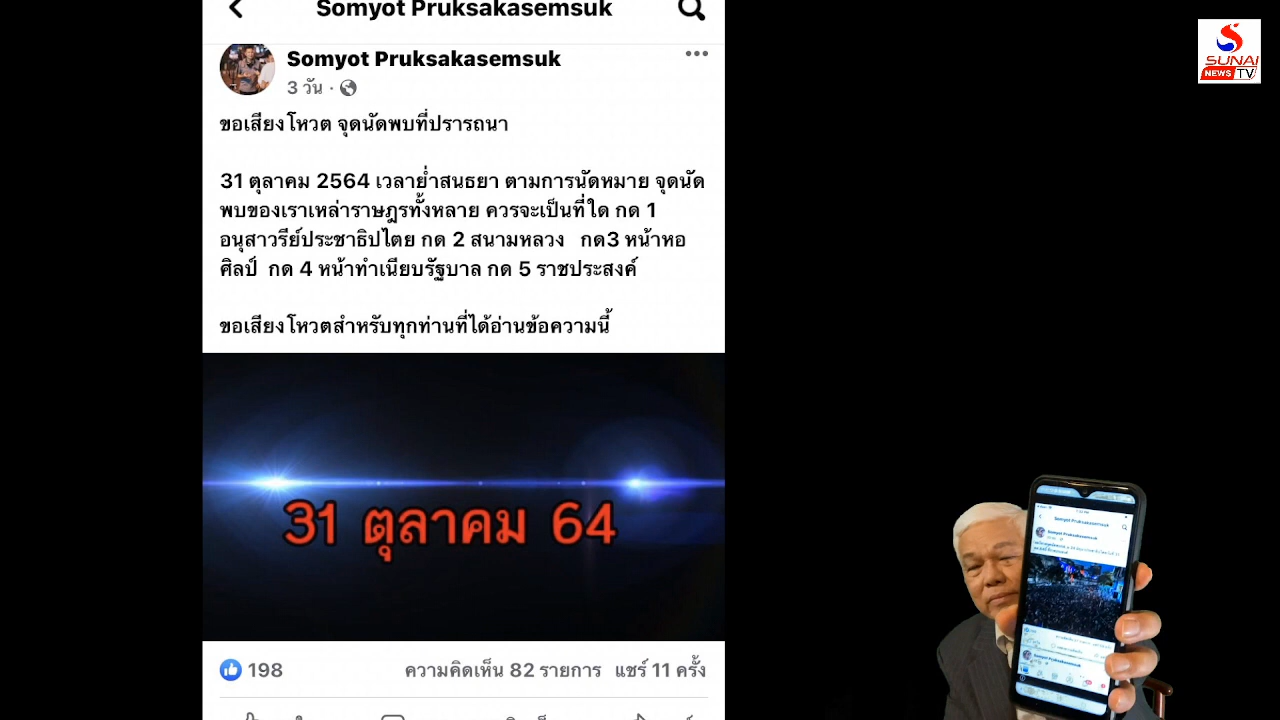 Somyot Pruksakasemsuk
Somyot Pruksakasemsuk
3 วัน ·
ขอเสียงโหวต จุดนัดพบที่ปรารถนา
31 ตุลาคม 2564 เวลาย่ำสนธยา ตามการนัดหมาย จุดนัด
พบของเราเหล่าราษฎรทั้งหลาย ควรจะเป็นที่ใด กด 1
อนุสาวรีย์ประชาธิปไตย กด 2 สนามหลวง กด3 หน้าหอ
ศิลป์ กด 4 หน้าทำเนียบรัฐบาล กด 5 ราชประสงค์
ขอเสียงโหวตสำหรับทุกท่านที่ได้อ่านข้อความนี้
31 ตุลาคม 64
198 ความคิดเห็น 82 รายการ แชร์ 11 ครั้ง
SUNAI
NEWS TV
Somyot Pruksakasemsuk
Somyot Pruksakasemsuk
Somyot Pruksakasemsuk